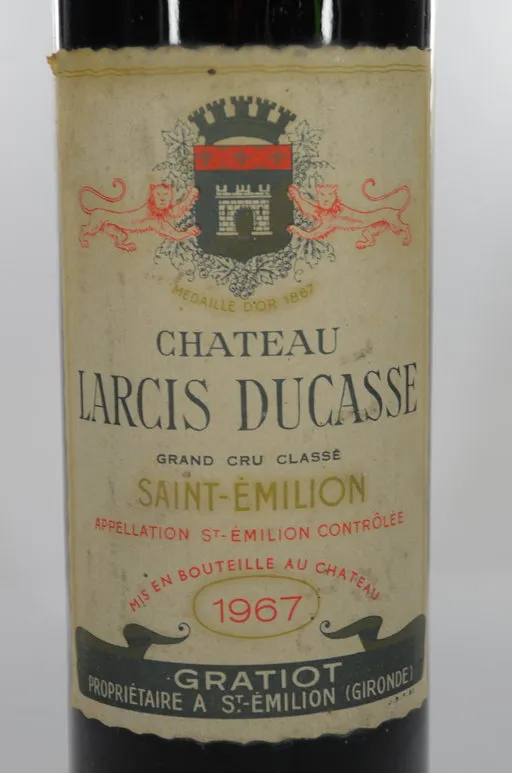 MÉDAILLE D'OR 1867
CHATEAU
LARCIS DUCASSE
GRAND CRU CLASSÉ
SAINT-ÉMILION
APPELLATION ST-ÉMILION CONTRÔLÉE
MIS EN BOUTEILLE AU CHATEAU
1967
GRATIOT
PROPRIÉTAIRE A ST-ÉMILION (GIRONDE)